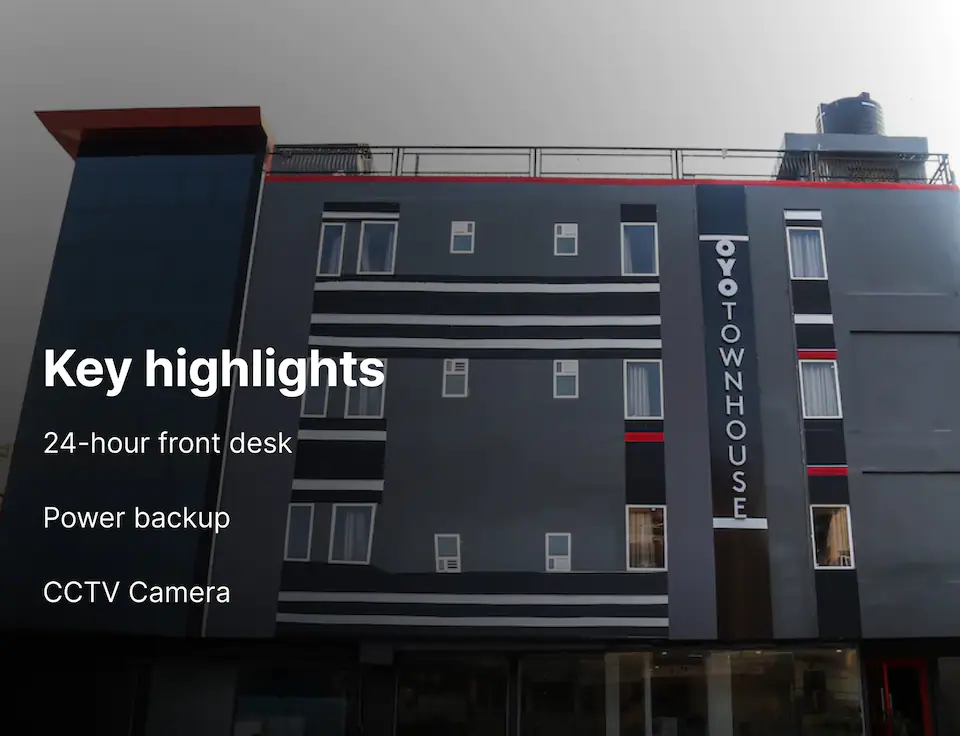 Key highlights
24-hour front desk
Power backup
CCTV Camera
OYO TOWNHOUSE